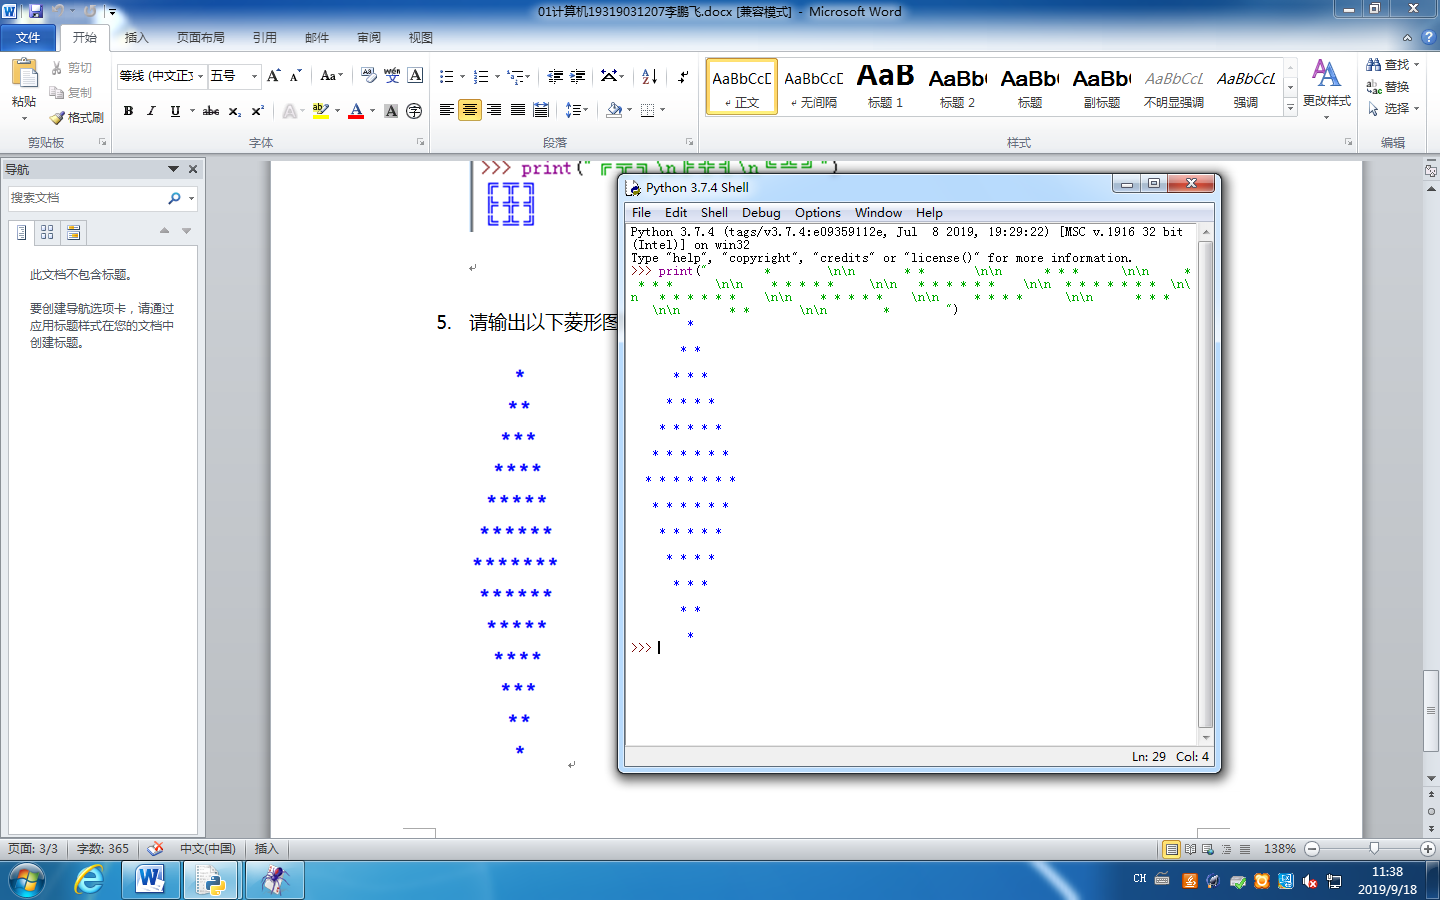 01计算机19319031207李鹏飞.docx [兼容模式] - Microsoft Word
文件 开始 插入 页面布局 引用 邮件 审阅 视图
粘贴 剪切 复制 格式刷
等线 (中文正文 五号
AaBbCcD AaBbCcD AaB AaBbC AaBbC AaBbC AaBbCcL AaBbCcL
正文 无间隔 标题 1 标题 2 标题 副标题 不明显强调 强调
更改样式
查找 替换 选择
剪贴板 字体 段落 样式 编辑
导航
搜索文档
此文档不包含标题。
要创建导航选项卡，请通过
应用标题样式在您的文档中
创建标题。
>>> print("╔╦╗\n╠╬╣\n╚╩╝")
╔╦╗
╠╬╣
╚╩╝
5. 请输出以下菱形图
*
**
***
****
*****
******
*******
******
*****
****
***
**
*
Python 3.7.4 Shell
File Edit Shell Debug Options Window Help
Python 3.7.4 (tags/v3.7.4:e09359112e, Jul  8 2019, 19:29:22) [MSC v.1916 32 bit
(Intel)] on win32
Type "help", "copyright", "credits" or "license()" for more information.
>>> print("        *        \n\n       * *       \n\n      * * *      \n\n     *
 * * *      \n\n    * * * * *     \n\n   * * * * * *    \n\n  * * * * * * *  \n\
n   * * * * * *    \n\n    * * * * *    \n\n     * * * *      \n\n      * * *
   \n\n       * *       \n\n        *        ")
*
* *
* * *
* * * *
* * * * *
* * * * * *
* * * * * * *
* * * * * *
* * * * *
* * * *
* * *
* *
*
>>>
Ln: 29 Col: 4
页面: 3/3 字数: 365 中文(中国) 插入 138%
CH 11:38
2019/9/18